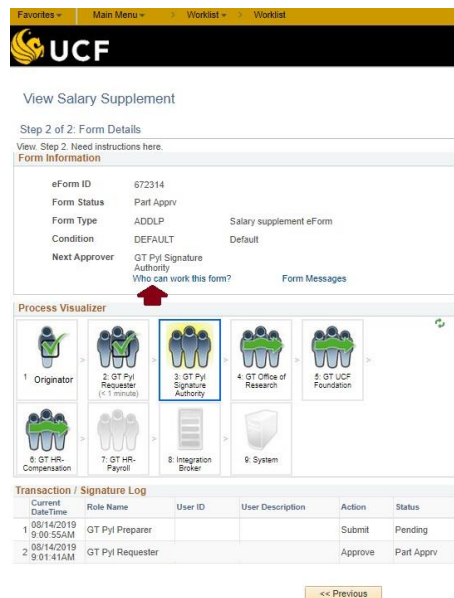 Favorites Main Menu > Worklist > Worklist
UCF
View Salary Supplement
Step 2 of 2: Form Details
View. Step 2. Need instructions here.
Form Information
eForm ID 672314
Form Status Part Apprv
Form Type ADDLP Salary supplement eForm
Condition DEFAULT Default
Next Approver GT Pyl Signature
Authority
Who can work this form? Form Messages
Process Visualizer
1 Originator > 2: GT Pyl Requester (< 1 minute) > 3: GT Pyl Signature Authority > 4: GT Office of Research > 5: GT UCF Foundation >
6: GT HR-Compensation > 7: GT HR-Payroll > 8: Integration Broker > 9: System
Transaction / Signature Log
Current DateTime Role Name User ID User Description Action Status
1 08/14/2019 9:00:55AM GT Pyl Preparer Submit Pending
2 08/14/2019 9:01:41AM GT Pyl Requester Approve Part Apprv
<< Previous